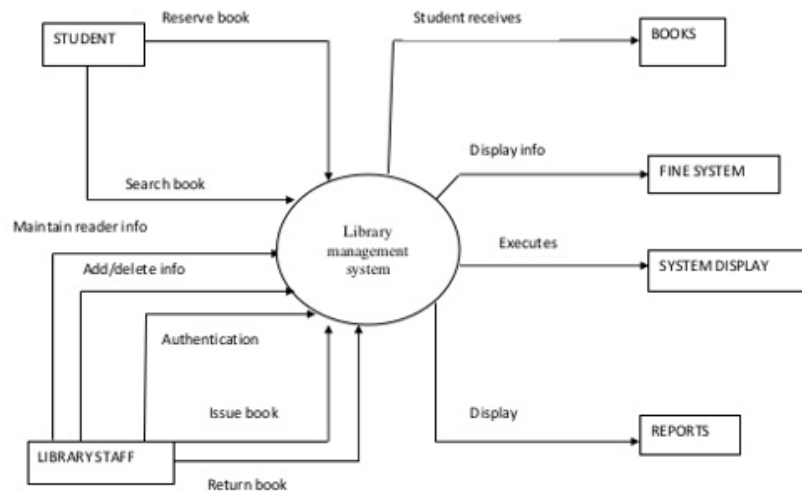 Reserve book
Student receives
STUDENT
BOOKS
Display info
FINE SYSTEM
Search book
Maintain reader info
Library
management
system
Executes
Add/delete info
SYSTEM DISPLAY
Authentication
Issue book
Display
REPORTS
LIBRARY STAFF
Return book